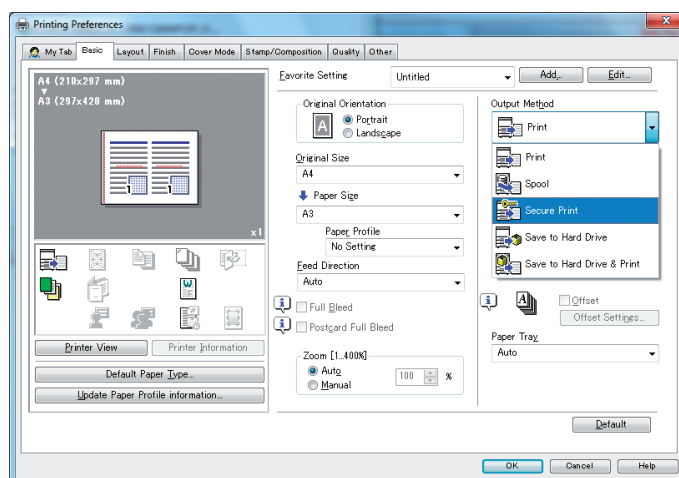 Printing Preferences
My Tab Basic Layout Finish Cover Mode Stamp/Composition Quality Other
A4 (210x297 mm)
A3 (297x420 mm)
1 1
x1
Printer View Printer Information
Default Paper Type...
Update Paper Profile information...
Favorite Setting Untitled Add... Edit...
Original Orientation
A
Portrait
Landscape
Original Size
A4
Paper Size
A3
Paper Profile
No Setting
Feed Direction
Auto
Full Bleed
Postcard Full Bleed
Zoom [1..400%]
Auto
Manual
100 %
Output Method
Print
Print
Spool
Secure Print
Save to Hard Drive
Save to Hard Drive & Print
Offset
Offset Settings...
Paper Tray
Auto
Default
OK Cancel Help